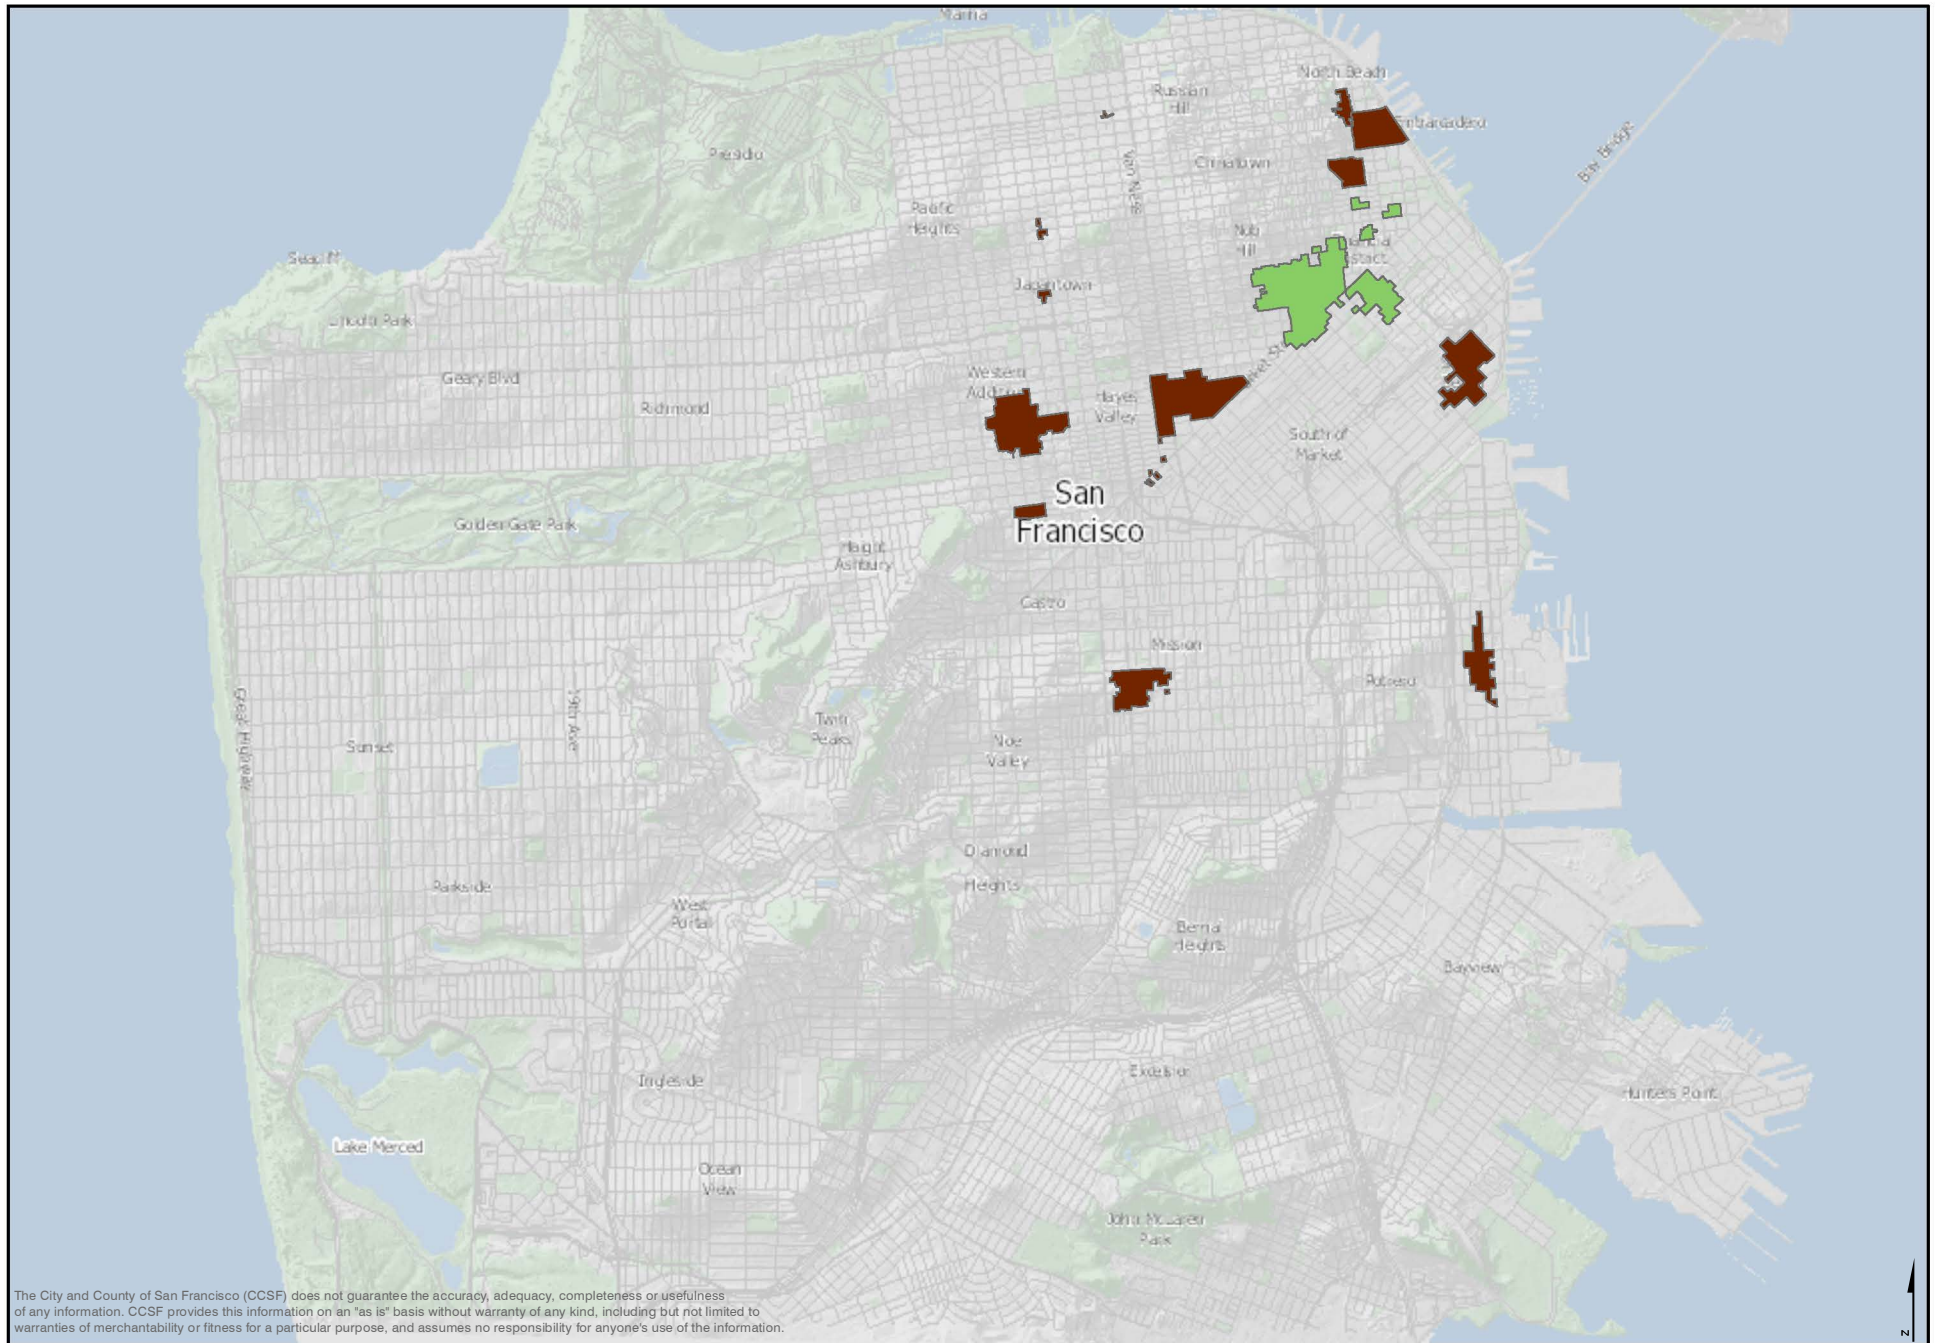 North Beach
Russian
Hill
Embarcadero
Presidio
Chinatown
Van Ness
Bay Bridge
Pacific
Heights
Nob
Hill
Seacliff
Japantown
Lincoln Park
Geary Blvd
Western
Richmond
Hayes
Valley
South of
Market
San
Francisco
Golden Gate Park
Haight
Ashbury
Castro
Mission
Potrero
Great Highway
19th Ave
Twin
Peaks
Sunset
Noe
Valley
Diamond
Heights
Parkside
West
Portal
Bernal
Heights
Bayview
Ingleside
Excelsior
Hunters Point
Lake Merced
Ocean
View
John McLaren
Park
The City and County of San Francisco (CCSF) does not guarantee the accuracy, adequacy, completeness or usefulness
of any information. CCSF provides this information on an "as is" basis without warranty of any kind, including but not limited to
warranties of merchantability or fitness for a particular purpose, and assumes no responsibility for anyone's use of the information.
N